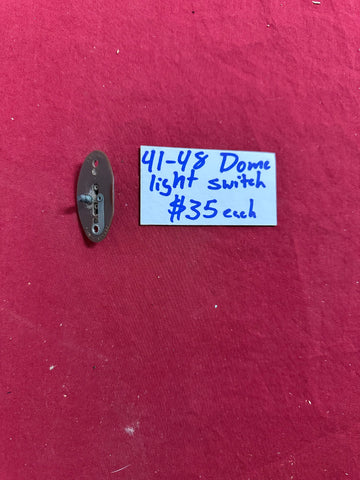 41-48 Dome
light switch
$35 each